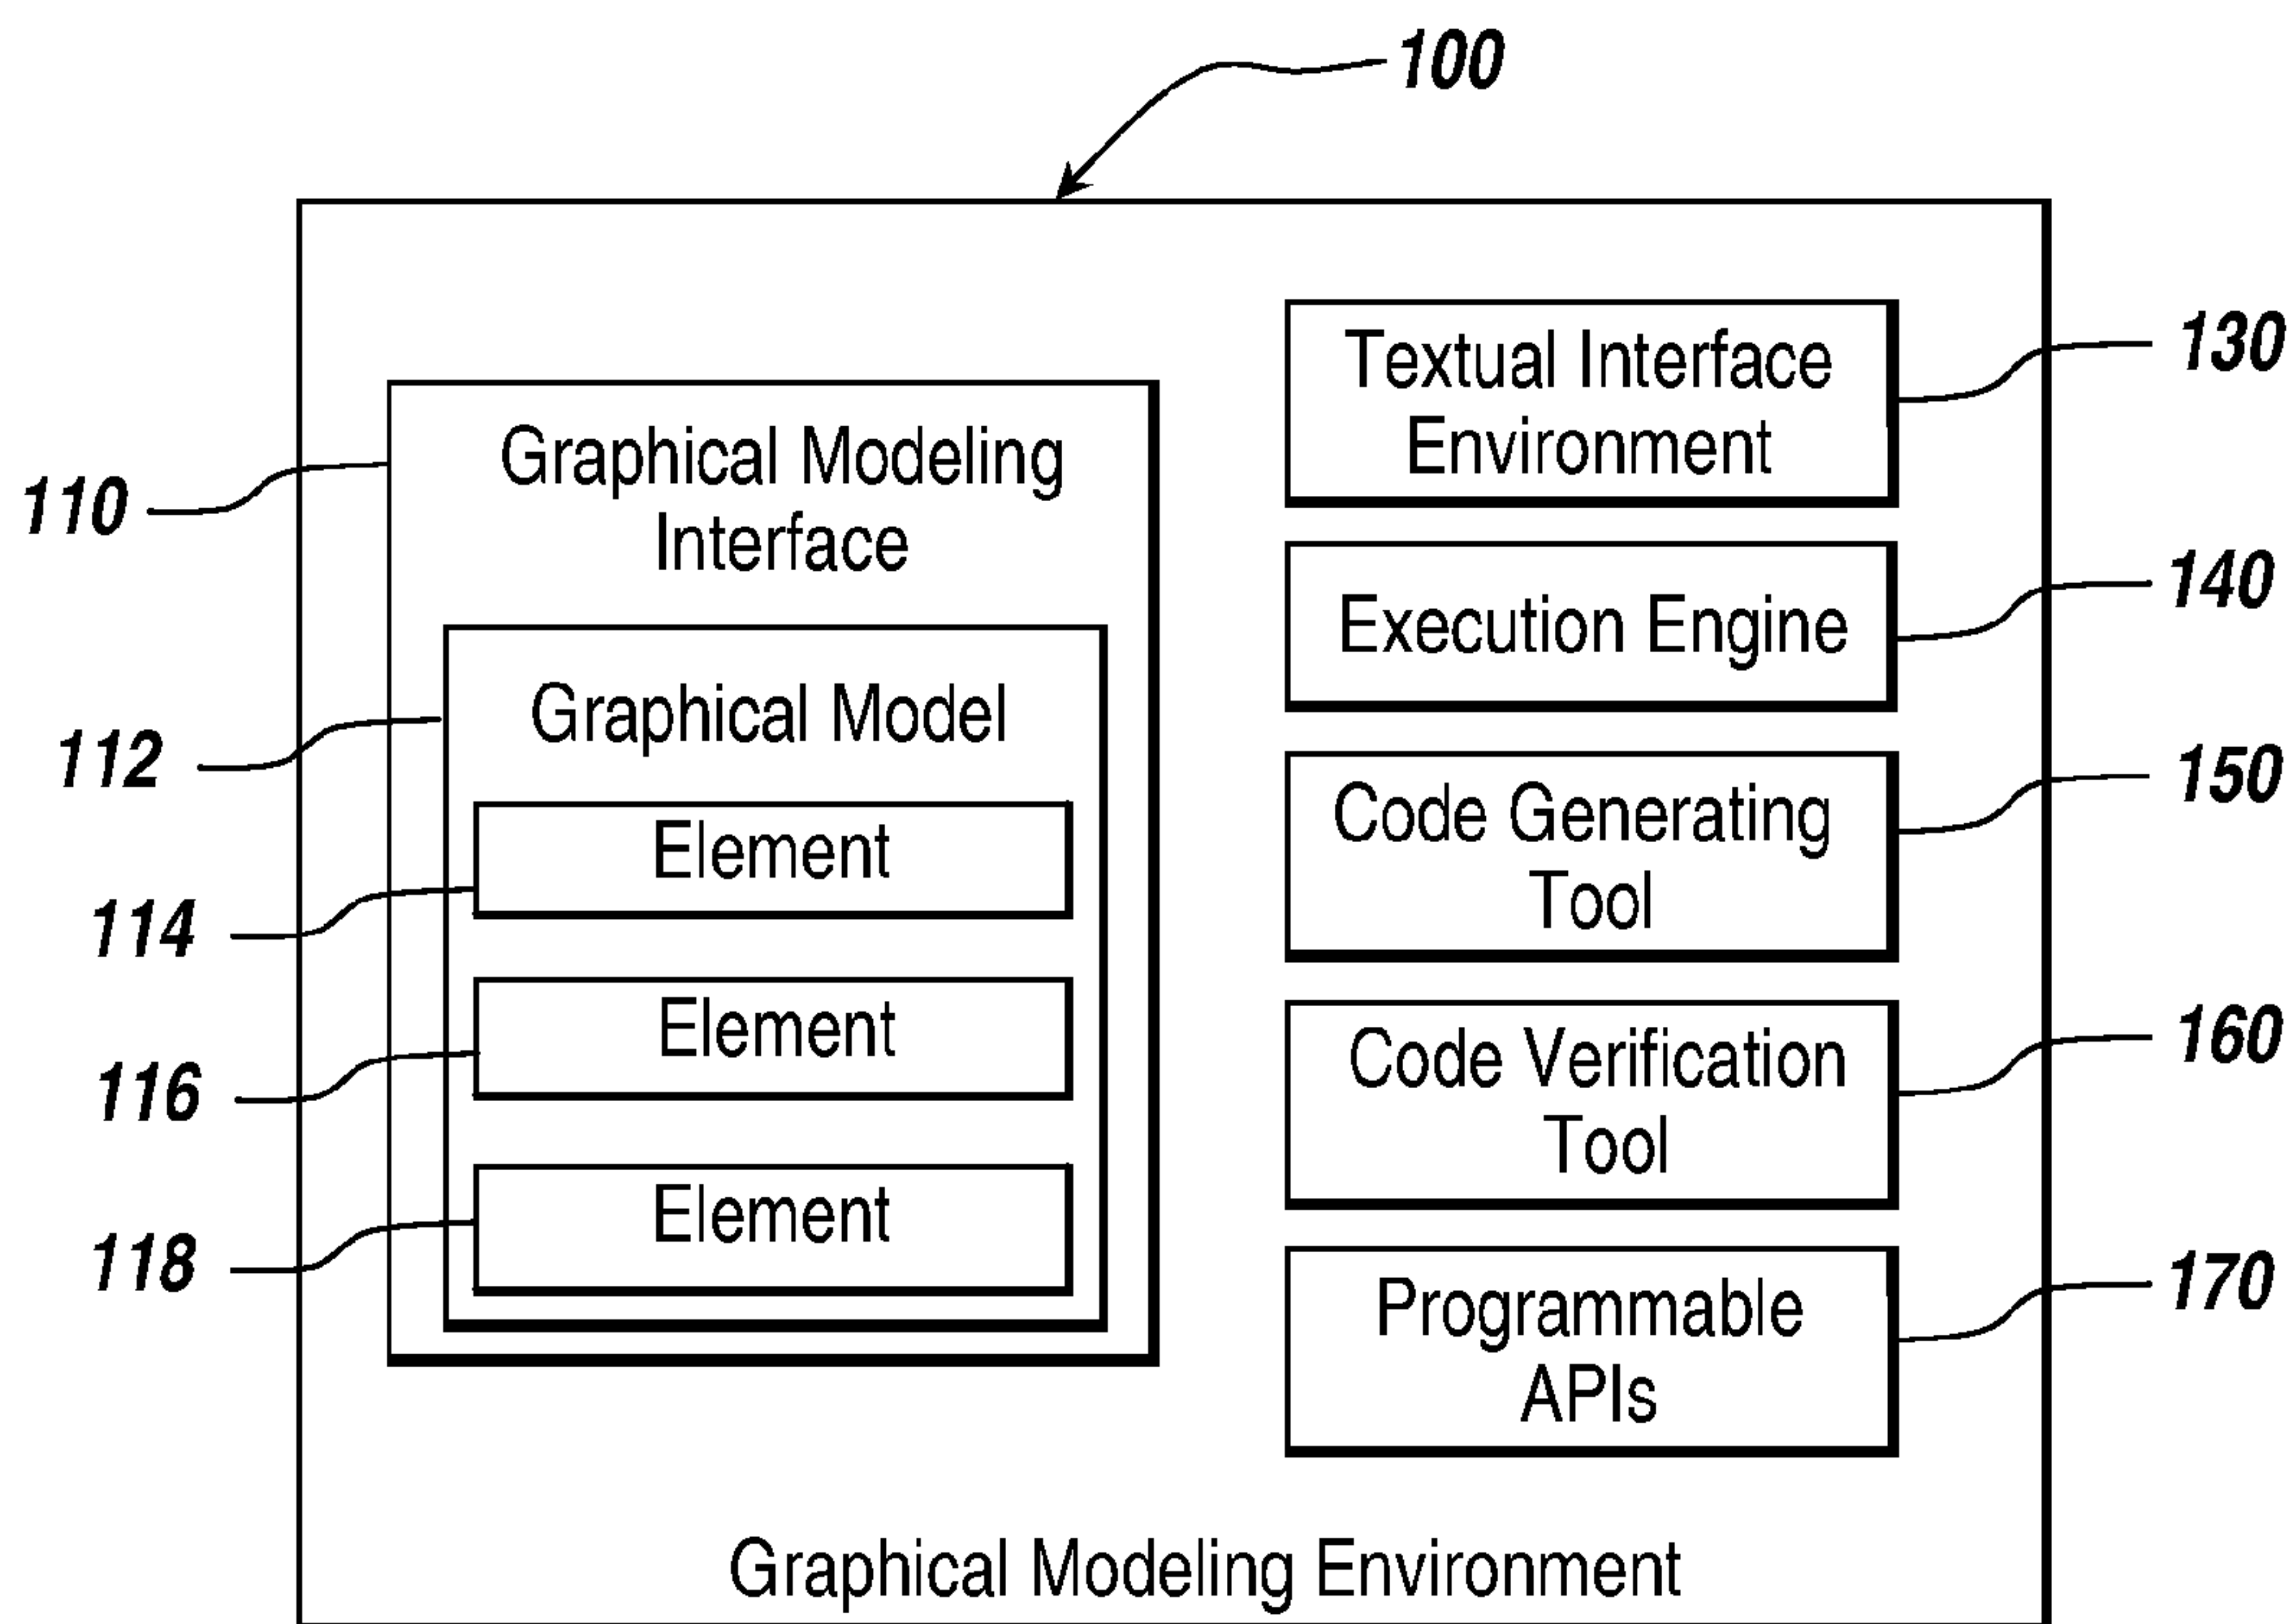 100
110
Graphical Modeling
Interface
112
Graphical Model
114
Element
116
Element
118
Element
Textual Interface
Environment
130
Execution Engine
140
Code Generating
Tool
150
Code Verification
Tool
160
Programmable
APIs
170
Graphical Modeling Environment